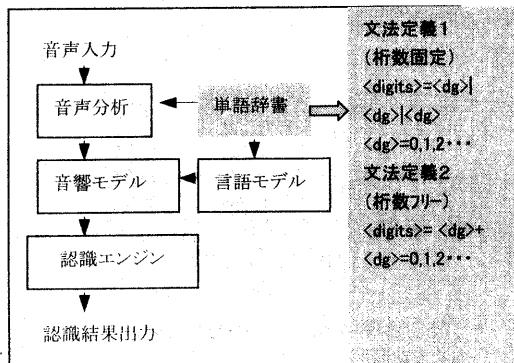 音声入力
音声分析
単語辞書
音響モデル
言語モデル
認識エンジン
認識結果出力
文法定義1
(桁数固定)
<digits>=<dg>|
<dg>|<dg>
<dg>=0,1,2・・・
文法定義2
(桁数フリー)
<digits>= <dg>+
<dg>=0,1,2・・・